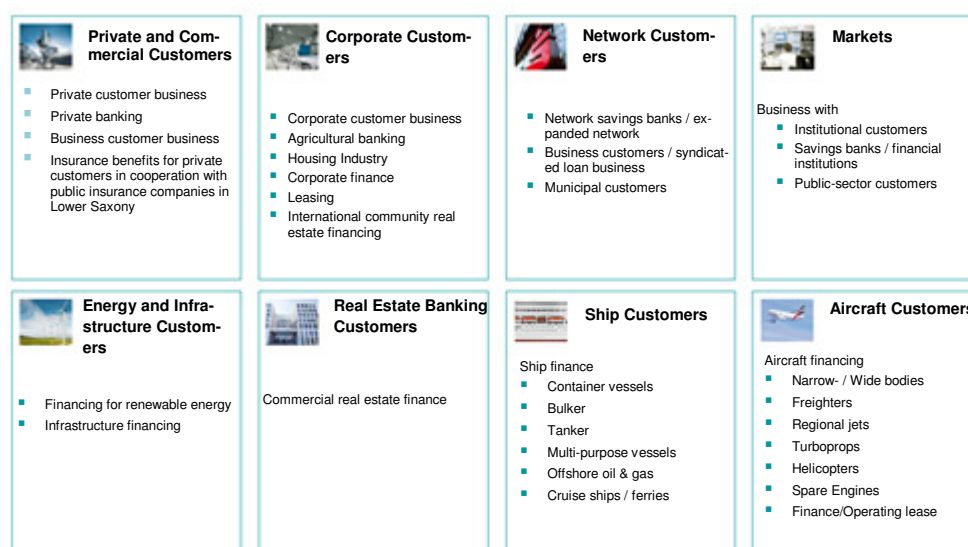 Private and Com-
mercial Customers
Private customer business
Private banking
Business customer business
Insurance benefits for private
customers in cooperation with
public insurance companies in
Lower Saxony
Corporate Custom-
ers
Corporate customer business
Agricultural banking
Housing Industry
Corporate finance
Leasing
International community real
estate financing
Network Custom-
ers
Network savings banks / ex-
panded network
Business customers / syndicat-
ed loan business
Municipal customers
Markets
Business with
Institutional customers
Savings banks / financial
institutions
Public-sector customers
Energy and Infra-
structure Custom-
ers
Financing for renewable energy
Infrastructure financing
Real Estate Banking
Customers
Commercial real estate finance
Ship Customers
Ship finance
Container vessels
Bulker
Tanker
Multi-purpose vessels
Offshore oil & gas
Cruise ships / ferries
Aircraft Customers
Aircraft financing
Narrow- / Wide bodies
Freighters
Regional jets
Turboprops
Helicopters
Spare Engines
Finance/Operating lease